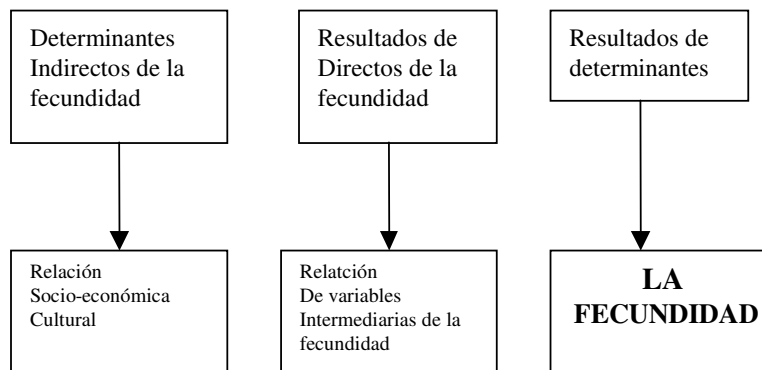 Determinantes
Indirectos de la
fecundidad
Resultados de
Directos de la
fecundidad
Resultados de
determinantes
Relación
Socio-económica
Cultural
Relatción
De variables
Intermediarias de la
fecundidad
LA
FECUNDIDAD